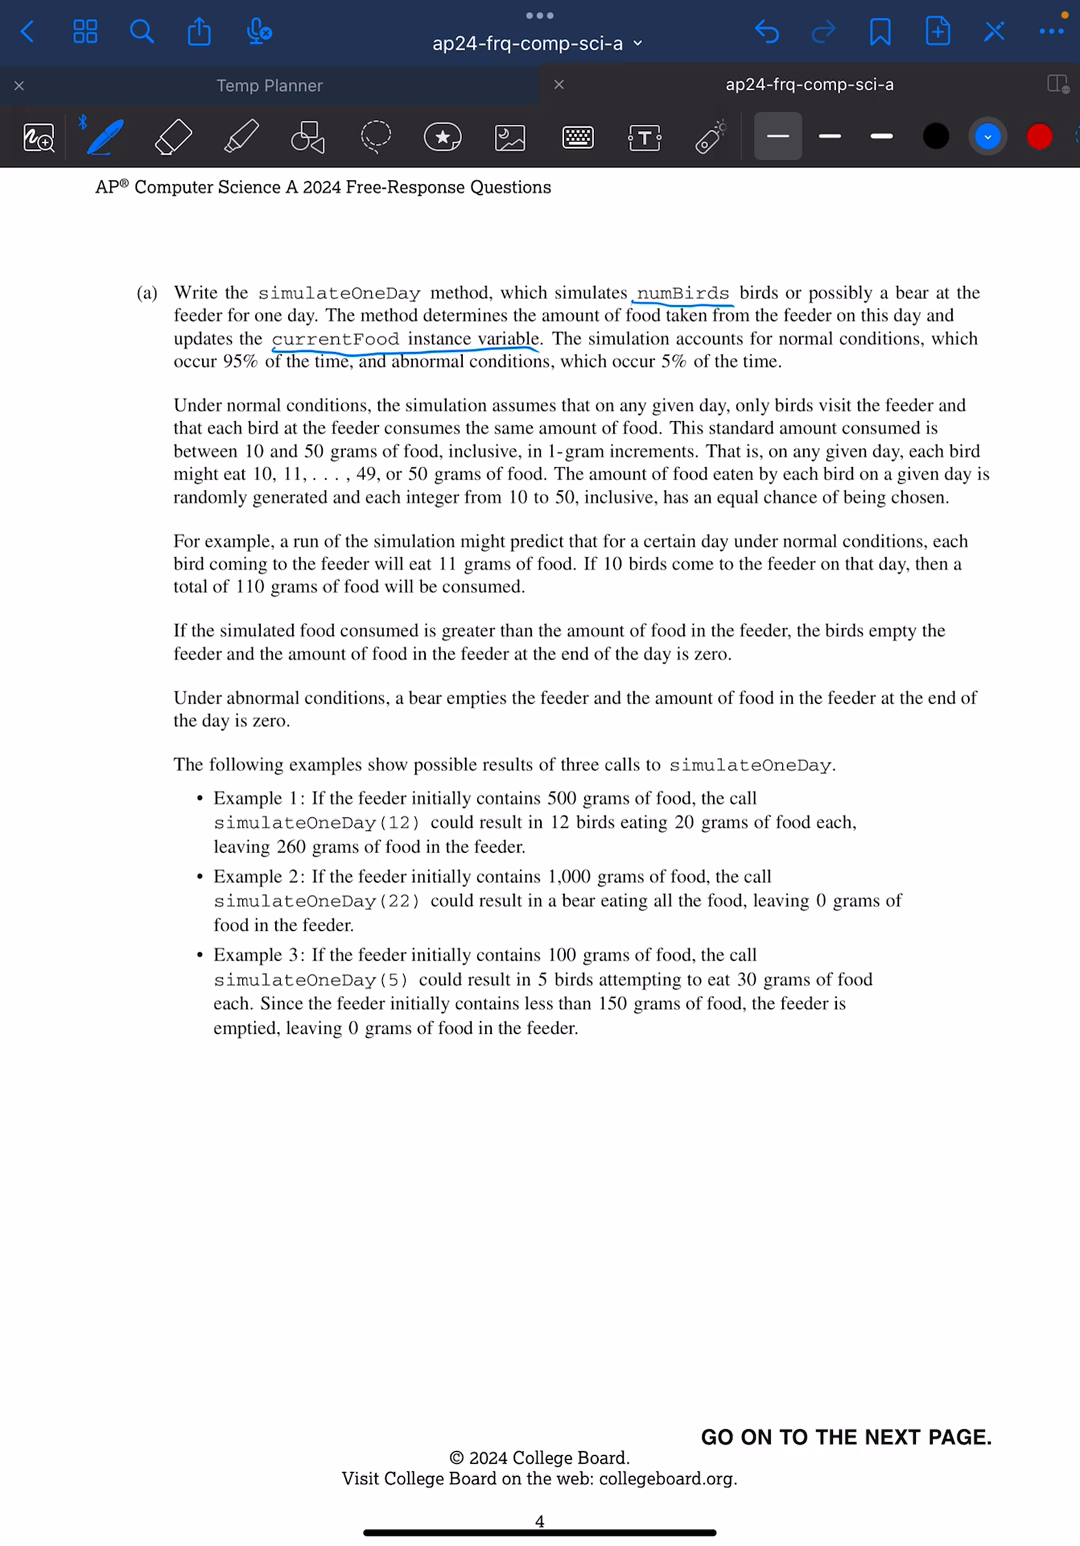 ap24-frq-comp-sci-a
Temp Planner
ap24-frq-comp-sci-a
T
AP® Computer Science A 2024 Free-Response Questions
(a) Write the simulateOneDay method, which simulates numBirds birds or possibly a bear at the
feeder for one day. The method determines the amount of food taken from the feeder on this day and
updates the currentFood instance variable. The simulation accounts for normal conditions, which
occur 95% of the time, and abnormal conditions, which occur 5% of the time.
Under normal conditions, the simulation assumes that on any given day, only birds visit the feeder and
that each bird at the feeder consumes the same amount of food. This standard amount consumed is
between 10 and 50 grams of food, inclusive, in 1-gram increments. That is, on any given day, each bird
might eat 10, 11, . . . , 49, or 50 grams of food. The amount of food eaten by each bird on a given day is
randomly generated and each integer from 10 to 50, inclusive, has an equal chance of being chosen.
For example, a run of the simulation might predict that for a certain day under normal conditions, each
bird coming to the feeder will eat 11 grams of food. If 10 birds come to the feeder on that day, then a
total of 110 grams of food will be consumed.
If the simulated food consumed is greater than the amount of food in the feeder, the birds empty the
feeder and the amount of food in the feeder at the end of the day is zero.
Under abnormal conditions, a bear empties the feeder and the amount of food in the feeder at the end of
the day is zero.
The following examples show possible results of three calls to simulateOneDay.
• Example 1: If the feeder initially contains 500 grams of food, the call
simulateOneDay(12) could result in 12 birds eating 20 grams of food each,
leaving 260 grams of food in the feeder.
• Example 2: If the feeder initially contains 1,000 grams of food, the call
simulateOneDay(22) could result in a bear eating all the food, leaving 0 grams of
food in the feeder.
• Example 3: If the feeder initially contains 100 grams of food, the call
simulateOneDay(5) could result in 5 birds attempting to eat 30 grams of food
each. Since the feeder initially contains less than 150 grams of food, the feeder is
emptied, leaving 0 grams of food in the feeder.
GO ON TO THE NEXT PAGE.
© 2024 College Board.
Visit College Board on the web: collegeboard.org.
4